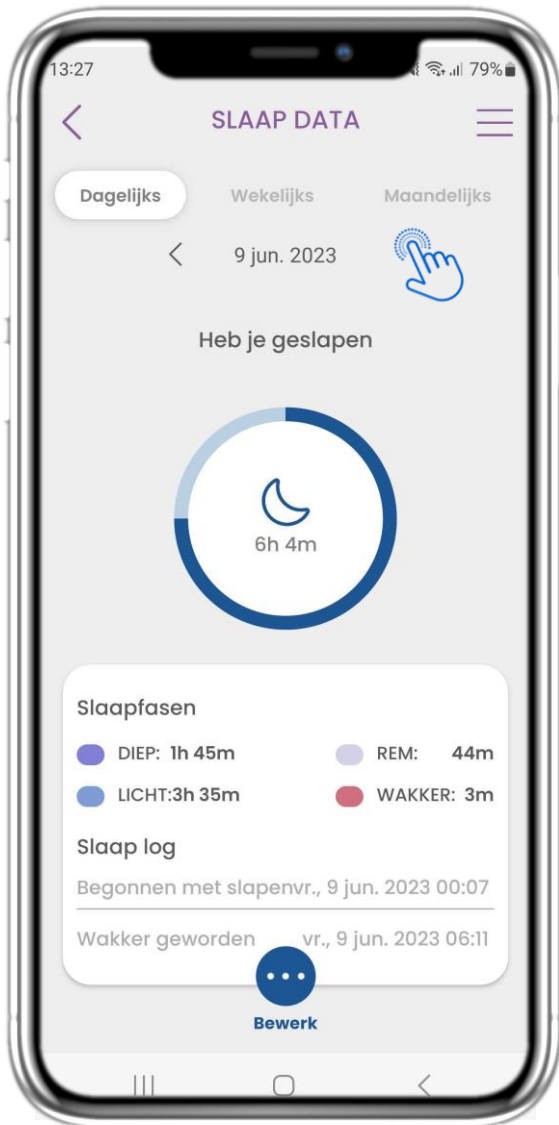 13:27 79%
SLAAP DATA
Dagelijks Wekelijks Maandelijks
9 jun. 2023
Heb je geslapen
6h 4m
Slaapfasen
DIEP: 1h 45m REM: 44m
LICHT:3h 35m WAKKER: 3m
Slaap log
Begonnen met slapenvr., 9 jun. 2023 00:07
Wakker geworden vr., 9 jun. 2023 06:11
Bewerk